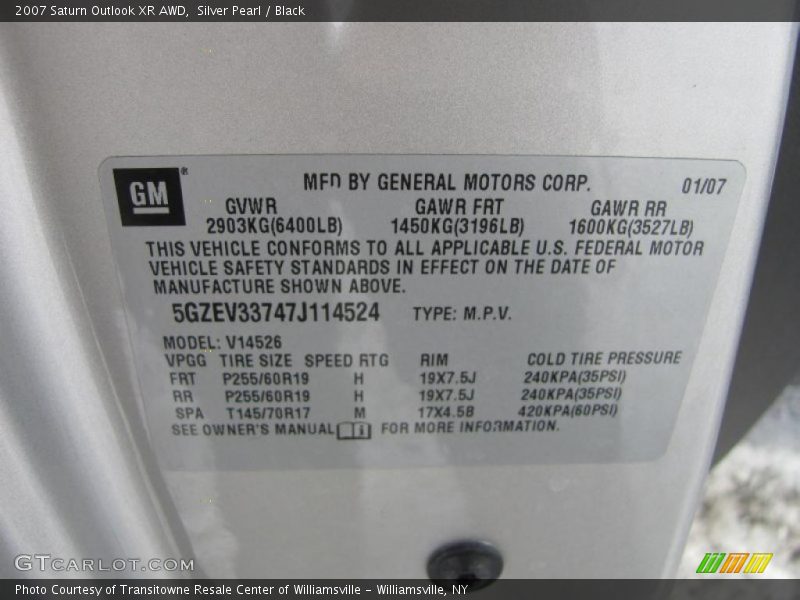 2007 Saturn Outlook XR AWD,  Silver Pearl / Black
GM®
MFD BY GENERAL MOTORS CORP. 01/07
GVWR GAWR FRT GAWR RR
2903KG(6400LB) 1450KG(3196LB) 1600KG(3527LB)
THIS VEHICLE CONFORMS TO ALL APPLICABLE U.S. FEDERAL MOTOR
VEHICLE SAFETY STANDARDS IN EFFECT ON THE DATE OF
MANUFACTURE SHOWN ABOVE.
5GZEV33747J114524 TYPE: M.P.V.
MODEL: V14526
VPGG TIRE SIZE SPEED RTG RIM COLD TIRE PRESSURE
FRT P255/60R19 H 19X7.5J 240KPA(35PSI)
RR P255/60R19 H 19X7.5J 240KPA(35PSI)
SPA T145/70R17 M 17X4.5B 420KPA(60PSI)
SEE OWNER'S MANUAL FOR MORE INFORMATION.
GTCARLOT.COM
Photo Courtesy of Transitowne Resale Center of Williamsville – Williamsville, NY